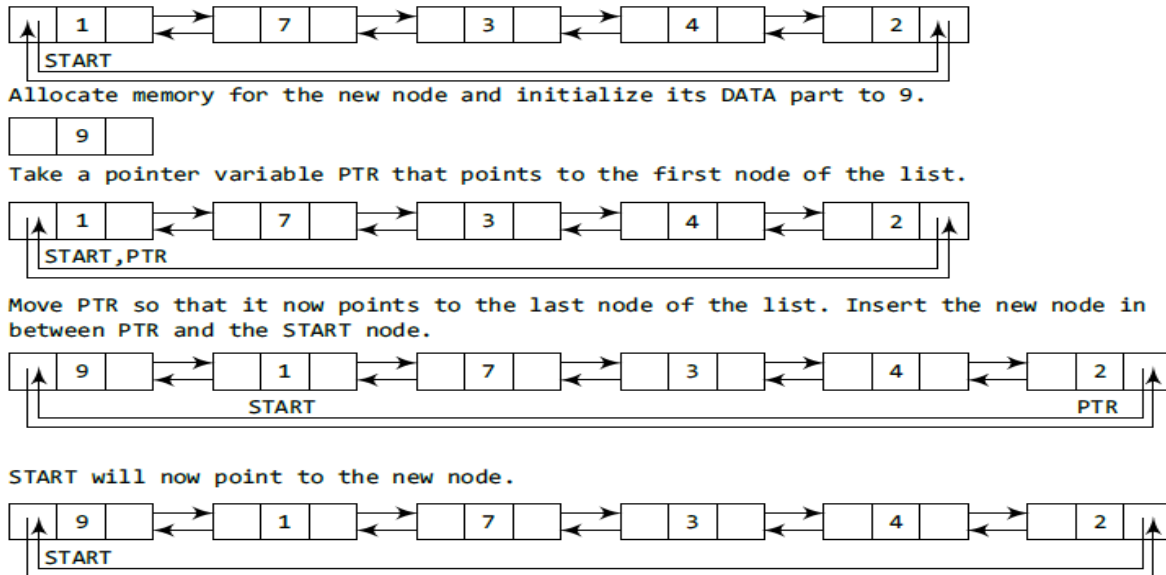 1 7 3 4 2
START
Allocate memory for the new node and initialize its DATA part to 9.
9
Take a pointer variable PTR that points to the first node of the list.
1 7 3 4 2
START,PTR
Move PTR so that it now points to the last node of the list. Insert the new node in
between PTR and the START node.
9 1 7 3 4 2
START PTR
START will now point to the new node.
9 1 7 3 4 2
START